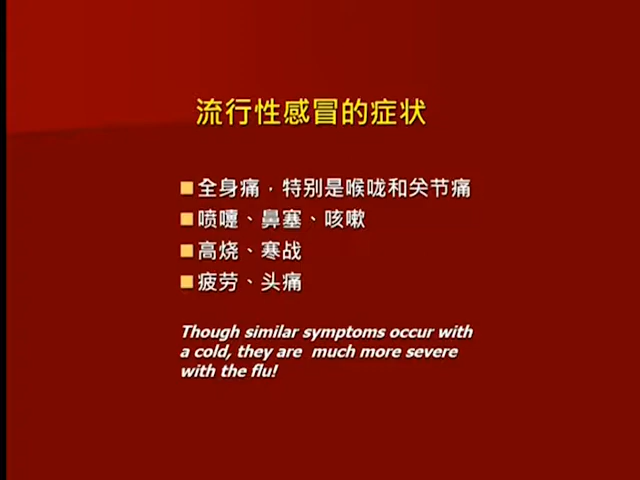 流行性感冒的症状
全身痛，特别是喉咙和关节痛
喷嚏、鼻塞、咳嗽
高烧、寒战
疲劳、头痛
Though similar symptoms occur with
a cold, they are much more severe
with the flu!